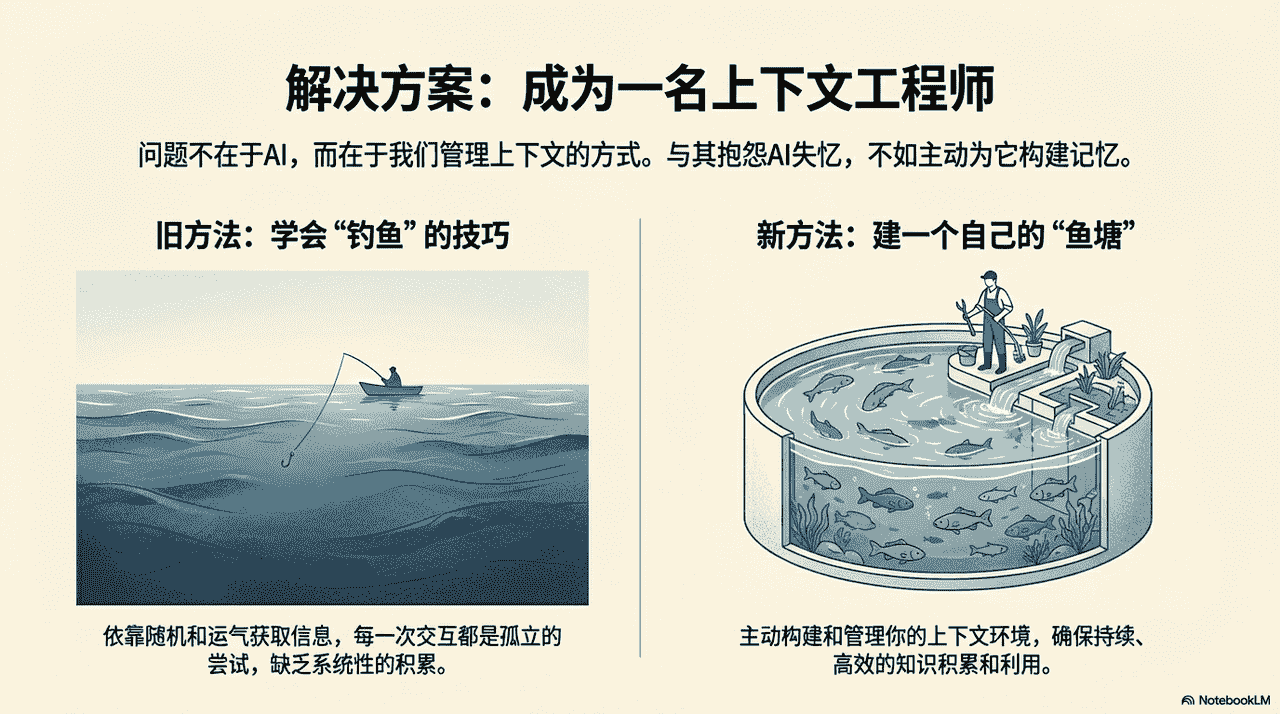 解决方案：成为一名上下文工程师
问题不在于AI，而在于我们管理上下文的方式。与其抱怨AI失忆，不如主动为它构建记忆。
旧方法：学会“钓鱼”的技巧
依靠随机和运气获取信息，每一次交互都是孤立的
尝试，缺乏系统性的积累。
新方法：建一个自己的“鱼塘”
主动构建和管理你的上下文环境，确保持续、
高效的知识积累和利用。
NotebookLM